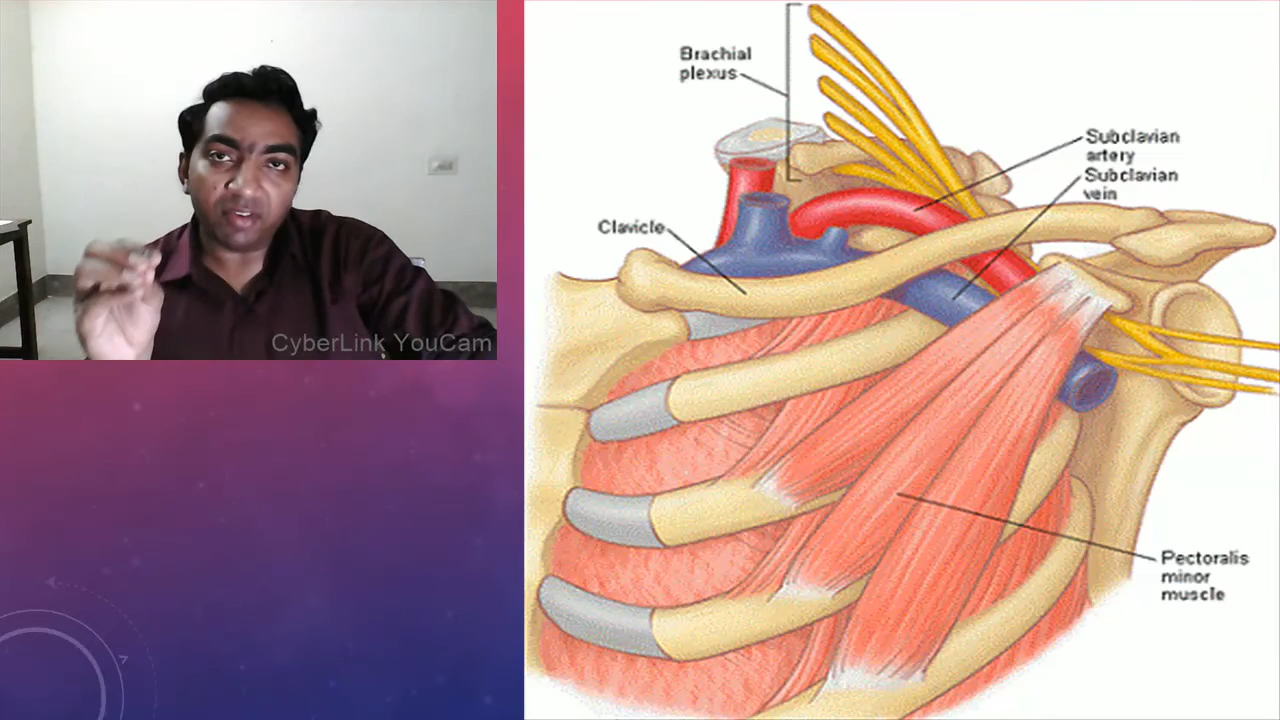 Brachial
plexus
Subclavian
artery
Subclavian
vein
Clavicle
CyberLink YouCam
Pectoralis
minor
muscle